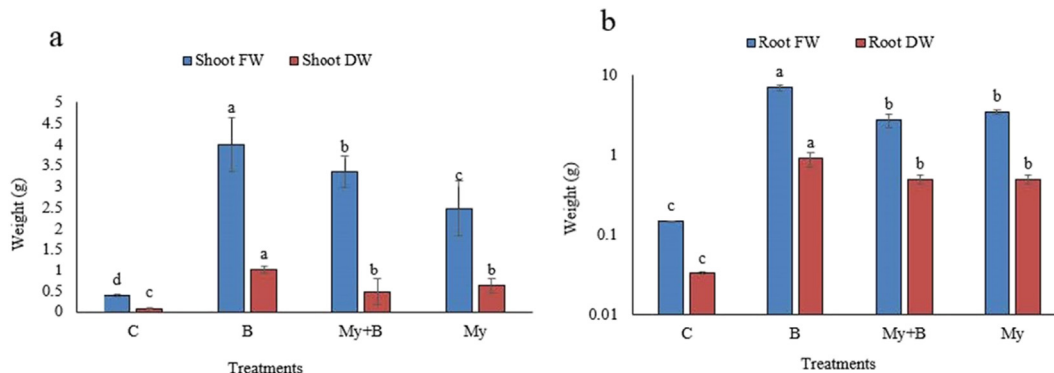 a
Shoot FW Shoot DW
Weight (g)
5
4.5
4
3.5
3
2.5
2
1.5
1
0.5
0
d
c
a
a
b
b
c
b
C B My+B My
Treatments
b
Root FW Root DW
Weight (g)
10
1
0.1
0.01
c
c
a
a
b
b
b
b
C B My+B My
Treatments